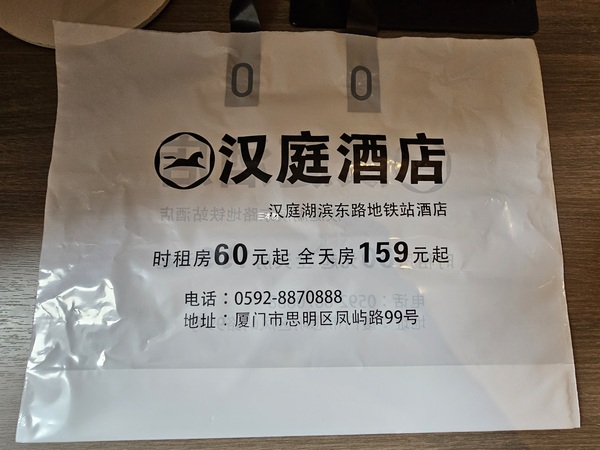 汉庭酒店
汉庭湖滨东路地铁站酒店
时租房60元起 全天房159元起
电话：0592-8870888
地址：厦门市思明区凤屿路99号